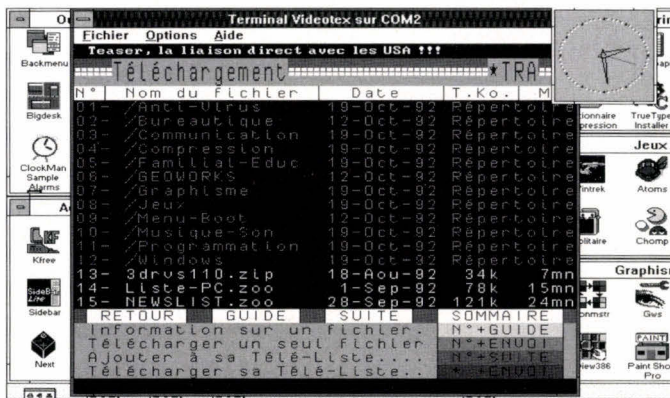 Terminal Videotex sur COM2
Fichier Options Aide
Teaser, la liaison direct avec les USA !!!
Téléchargement *TRA
N° Nom du fichier Date T.Ko. M
01- /Anti-Virus 19-Oct-92 Répertoire
02- /Bureautique 12-Oct-92 Répertoire
03- /Communication 19-Oct-92 Répertoire
04- /Compression 19-Oct-92 Répertoire
05- /Familial-Educ 19-Oct-92 Répertoire
06- /GEOWORKS 12-Oct-92 Répertoire
07- /Graphisme 19-Oct-92 Répertoire
08- /Jeux 19-Oct-92 Répertoire
09- /Menu-Boot 12-Oct-92 Répertoire
10- /Musique-Son 19-Oct-92 Répertoire
11- /Programmation 19-Oct-92 Répertoire
12- /Windows 19-Oct-92 Répertoire
13- 3drvs110.zip 18-Aou-92 34k 7mn
14- Liste-PC.zoo 1-Sep-92 78k 15mn
15- NEWSLIST.zoo 28-Sep-92 121k 24mn
RETOUR GUIDE SUITE SOMMAIRE
Information sur un fichier. N°+GUIDE
Télécharger un seul fichier N°+ENVOI
Ajouter à sa Télé-Liste.... N°+SUITE
Télécharger sa Télé-Liste.. *+ENVOI
Backmenu
Bigdesk
ClockMan
Sample
Alarms
Kfree
Sidebar
Next
TrueType
Installer
Jeux
Atoms
Chomp
Graphis
Gws
PAINT
Paint Sho
Pro